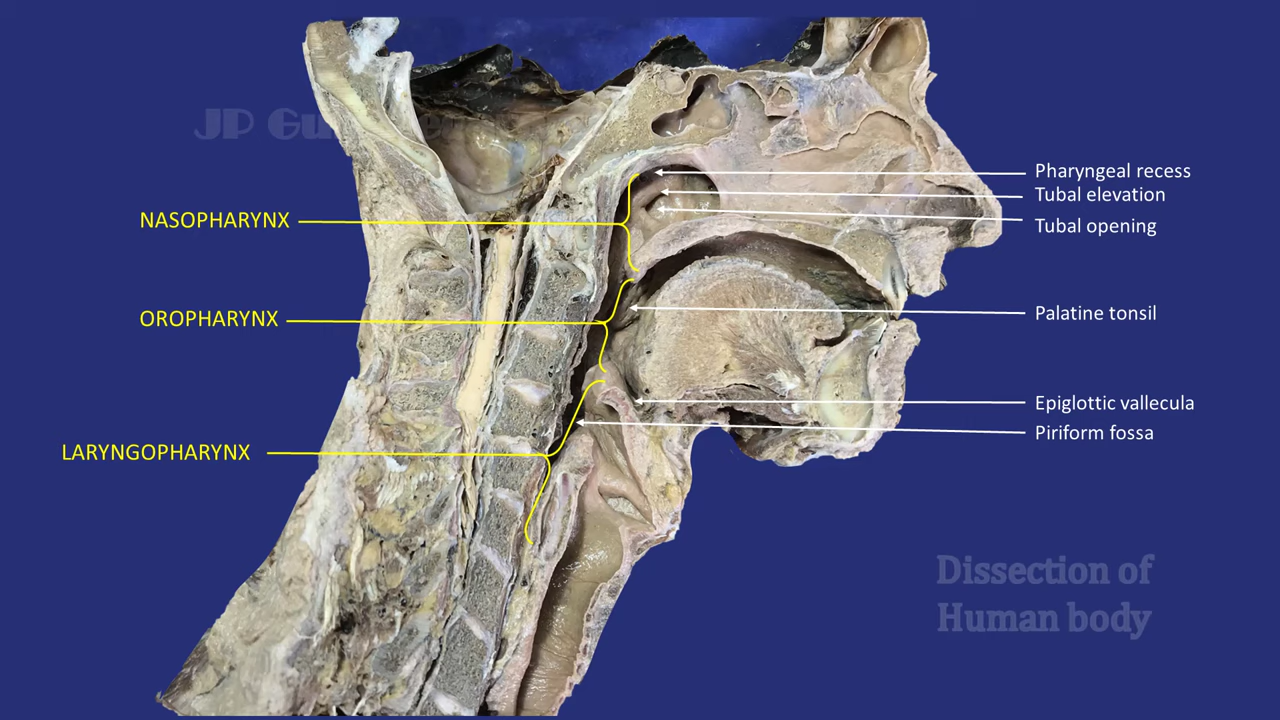 Pharyngeal recess
Tubal elevation
NASOPHARYNX
Tubal opening
Palatine tonsil
OROPHARYNX
Epiglottic vallecula
Piriform fossa
LARYNGOPHARYNX
Dissection of
Human body
JP